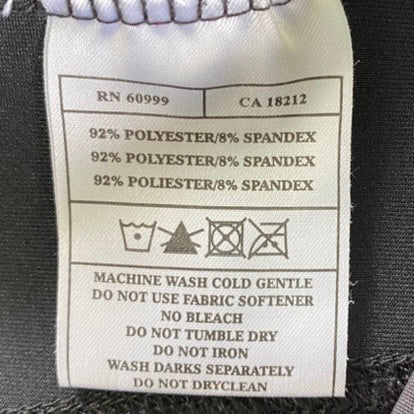 RN 60999 CA 18212
92% POLYESTER/8% SPANDEX
92% POLYESTER/8% SPANDEX
92% POLIESTER/8% SPANDEX
MACHINE WASH COLD GENTLE
DO NOT USE FABRIC SOFTENER
NO BLEACH
DO NOT TUMBLE DRY
DO NOT IRON
WASH DARKS SEPARATELY
DO NOT DRYCLEAN